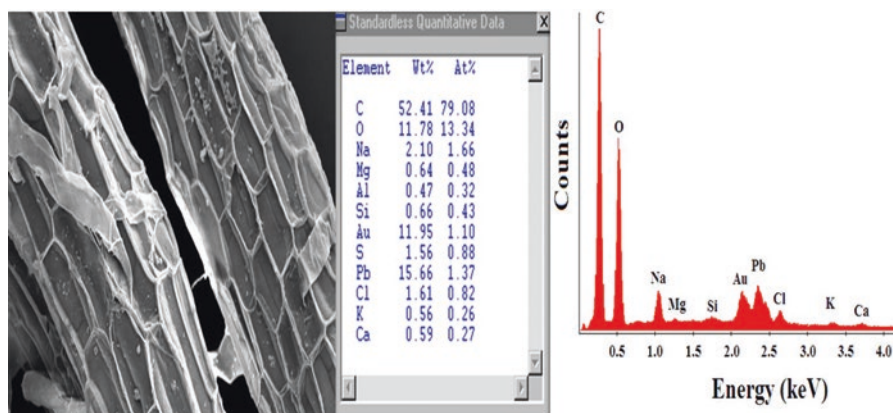 Standardless Quantitative Data
Element Wt% At%
C 52.41 79.08
O 11.78 13.34
Na 2.10 1.66
Mg 0.64 0.48
Al 0.47 0.32
Si 0.66 0.43
Au 11.95 1.10
S 1.56 0.88
Pb 15.66 1.37
Cl 1.61 0.82
K 0.56 0.26
Ca 0.59 0.27
Counts
C
O
Na
Mg
Si
Au
Pb
Cl
K
Ca
0.5 1.0 1.5 2.0 2.5 3.0 3.5 4.0
Energy (keV)